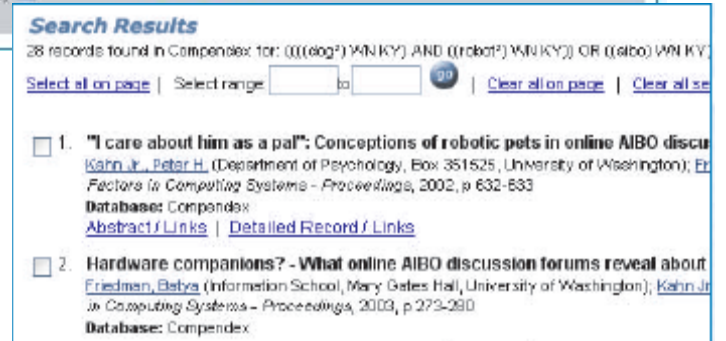 Search Results
28 records found in Compendex for: ((((dog*) WN KY) AND ((robot*) WN KY)) OR ((aibo) WN KY)
Select all on page | Select range to go | Clear all on page | Clear all se
1. "I care about him as a pal": Conceptions of robotic pets in online AIBO discu
Kahn Jr., Peter H. (Department of Psychology, Box 351525, University of Washington); Fr
Factors in Computing Systems - Proceedings, 2002, p 632-633
Database: Compendex
Abstract / Links | Detailed Record / Links
2. Hardware companions? - What online AIBO discussion forums reveal about
Friedman, Batya (Information School, Mary Gates Hall, University of Washington); Kahn Jr
in Computing Systems - Proceedings, 2003, p 273-280
Database: Compendex